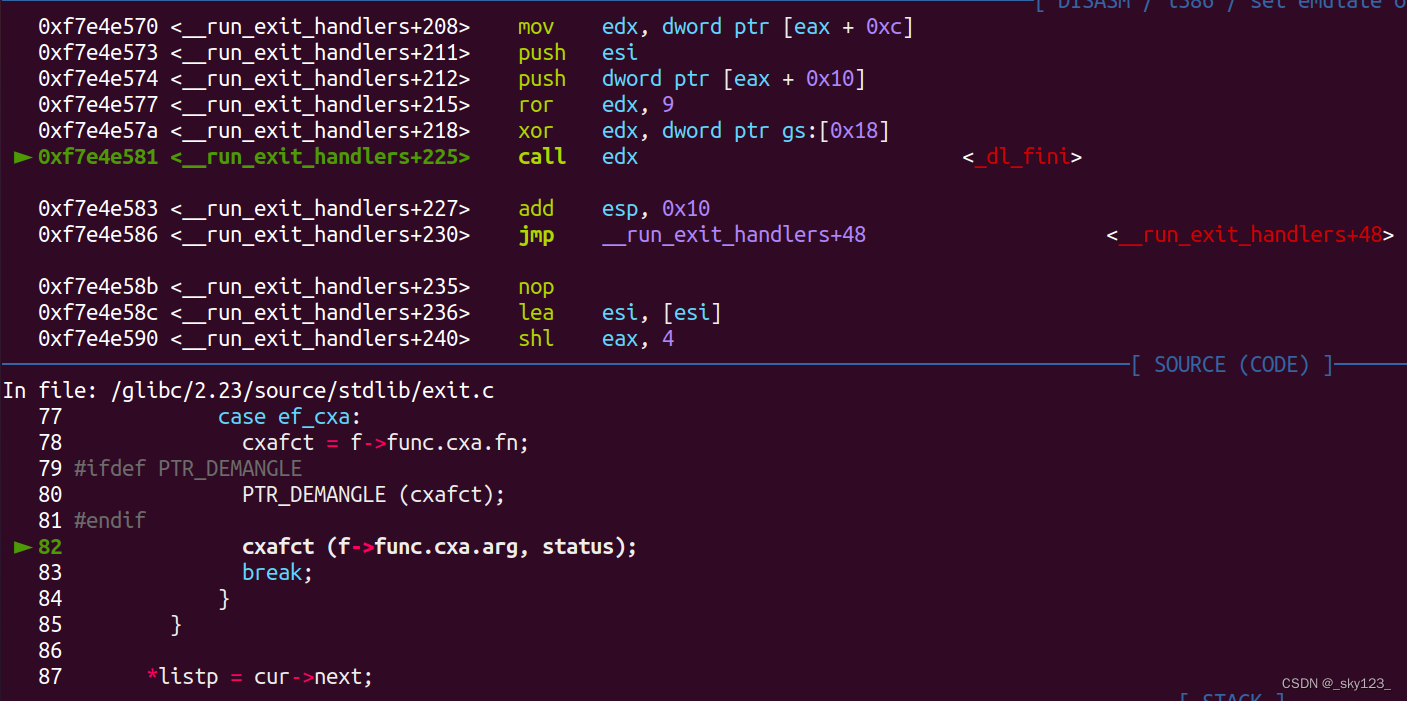 [ DISASM / i386 / set emulate o
0xf7e4e570 <__run_exit_handlers+208> mov edx, dword ptr [eax + 0xc]
0xf7e4e573 <__run_exit_handlers+211> push esi
0xf7e4e574 <__run_exit_handlers+212> push dword ptr [eax + 0x10]
0xf7e4e577 <__run_exit_handlers+215> ror edx, 9
0xf7e4e57a <__run_exit_handlers+218> xor edx, dword ptr gs:[0x18]
►0xf7e4e581 <__run_exit_handlers+225> call edx <_dl_fini>
0xf7e4e583 <__run_exit_handlers+227> add esp, 0x10
0xf7e4e586 <__run_exit_handlers+230> jmp __run_exit_handlers+48 <__run_exit_handlers+48>
0xf7e4e58b <__run_exit_handlers+235> nop
0xf7e4e58c <__run_exit_handlers+236> lea esi, [esi]
0xf7e4e590 <__run_exit_handlers+240> shl eax, 4
[ SOURCE (CODE) ]
In file: /glibc/2.23/source/stdlib/exit.c
77 case ef_cxa:
78 cxafct = f->func.cxa.fn;
79 #ifdef PTR_DEMANGLE
80 PTR_DEMANGLE (cxafct);
81 #endif
►82 cxafct (f->func.cxa.arg, status);
83 break;
84 }
85 }
86
87 *listp = cur->next;
[ STACK ]
CSDN @_sky123_